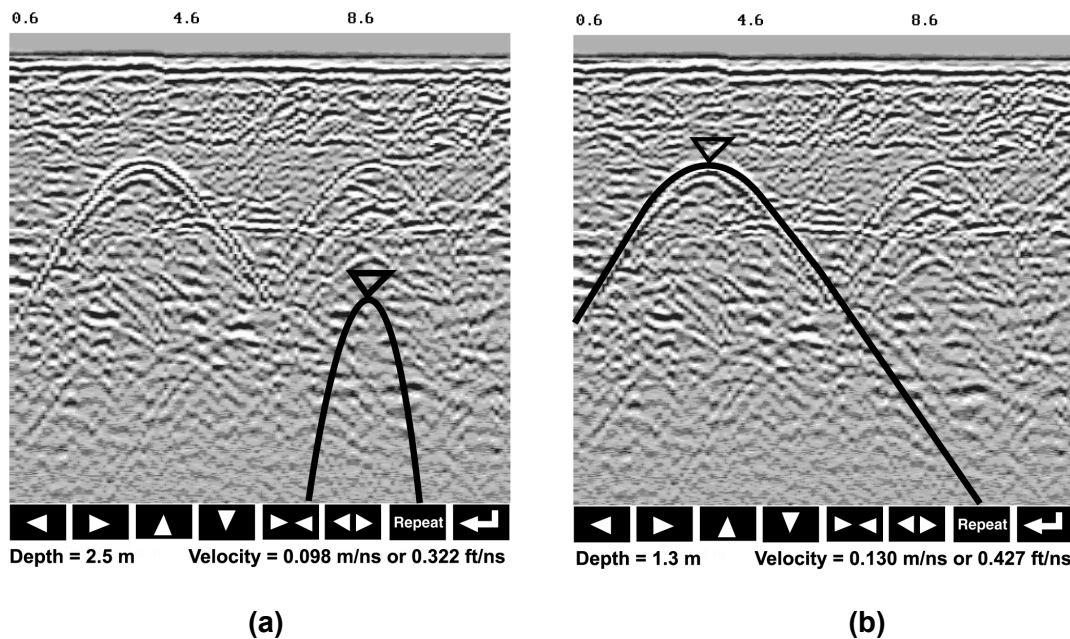 0.6 4.6 8.6
Repeat
Depth = 2.5 m Velocity = 0.098 m/ns or 0.322 ft/ns
(a)
0.6 4.6 8.6
Repeat
Depth = 1.3 m Velocity = 0.130 m/ns or 0.427 ft/ns
(b)